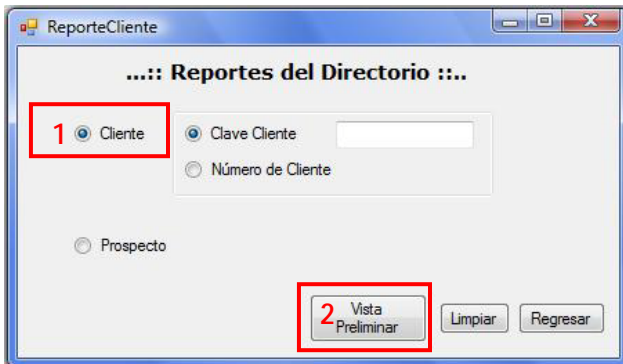 ReporteCliente
...:: Reportes del Directorio ::..
1 Cliente
Clave Cliente
Número de Cliente
Prospecto
2 Vista
Preliminar
Limpiar
Regresar